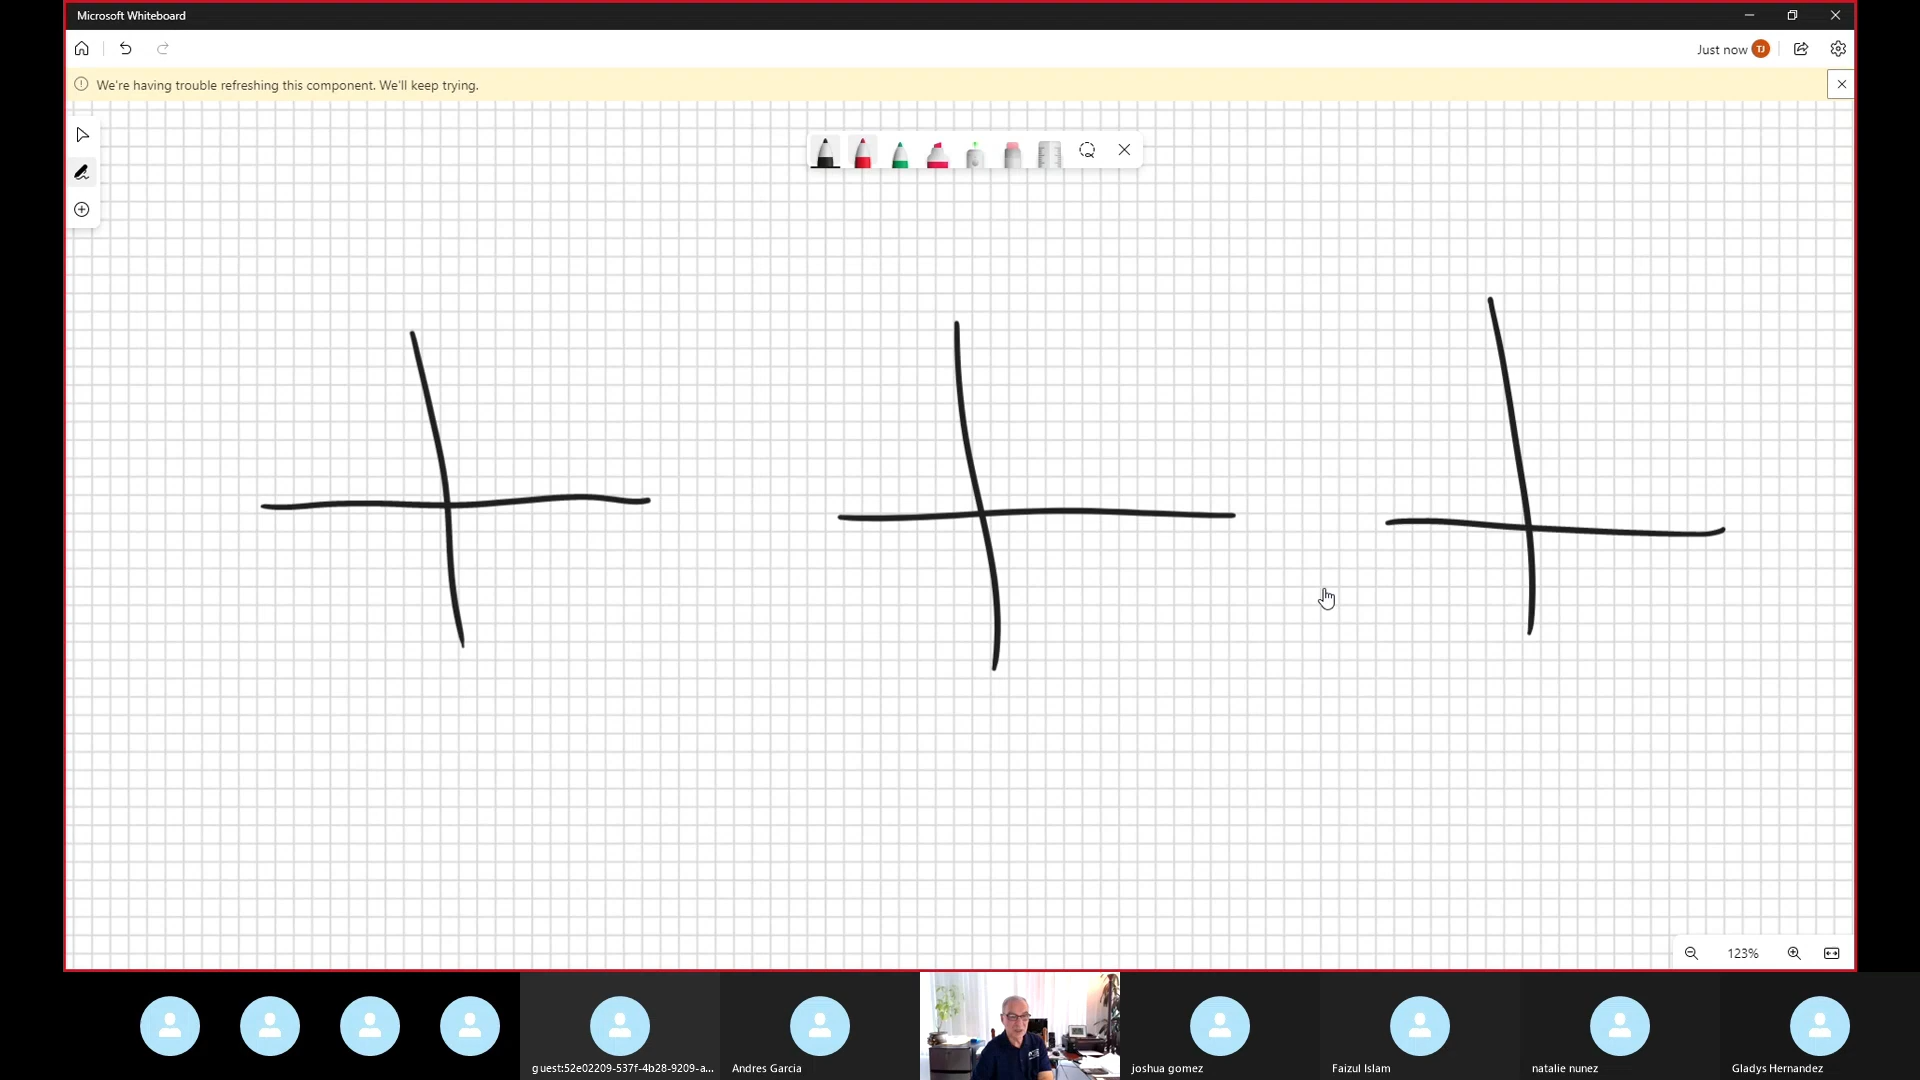 Microsoft Whiteboard
Just now TJ
We're having trouble refreshing this component. We'll keep trying.
123%
guest:52e02209-537f-4b28-9209-a...
Andres Garcia
joshua gomez
Faizul Islam
natalie nunez
Gladys Hernandez